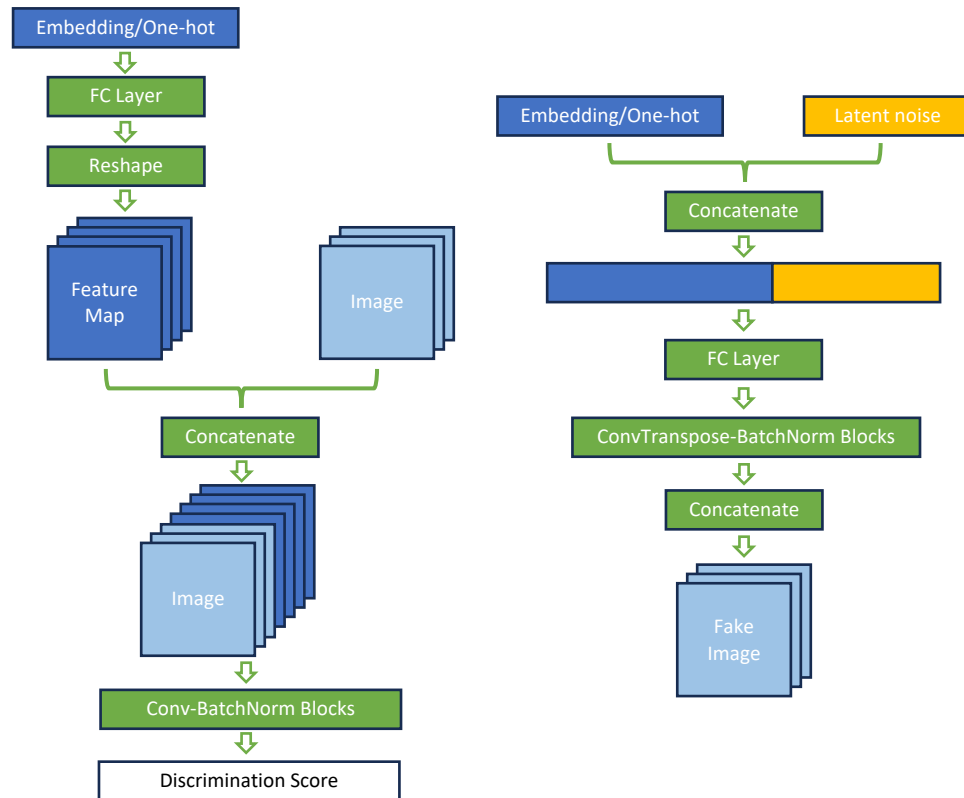 Embedding/One-hot
FC Layer
Reshape
Feature
Map
Image
Concatenate
Image
Conv-BatchNorm Blocks
Discrimination Score
Embedding/One-hot
Latent noise
Concatenate
FC Layer
ConvTranspose-BatchNorm Blocks
Concatenate
Fake
Image